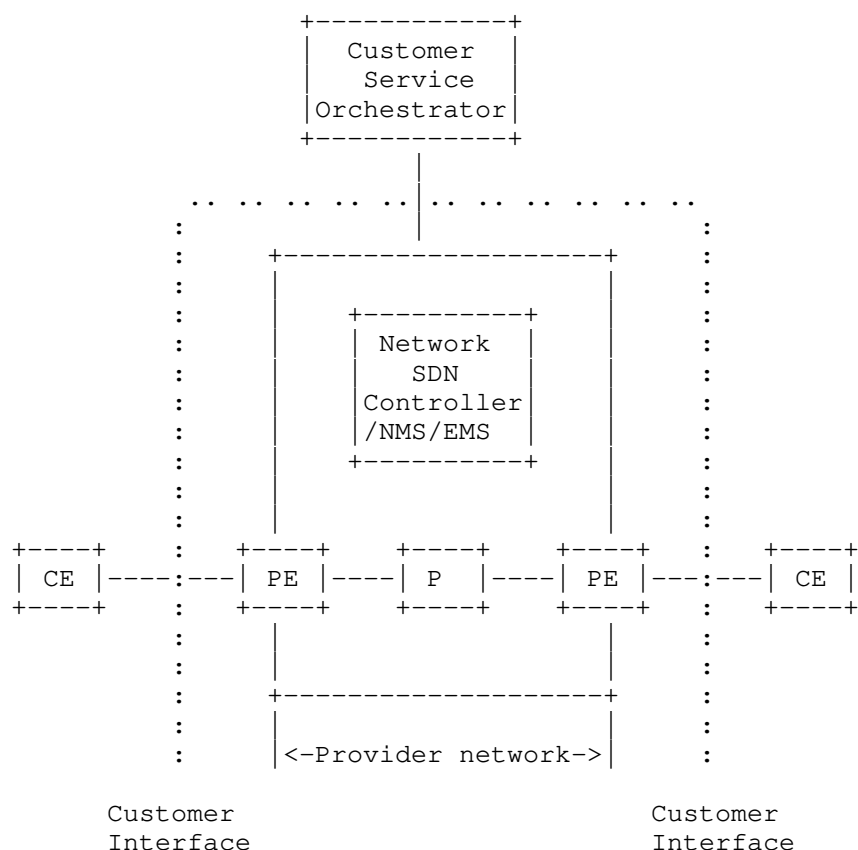 Customer
Service
Orchestrator
Network
SDN
Controller
/NMS/EMS
CE PE P PE CE
<-Provider network->
Customer Customer
Interface Interface